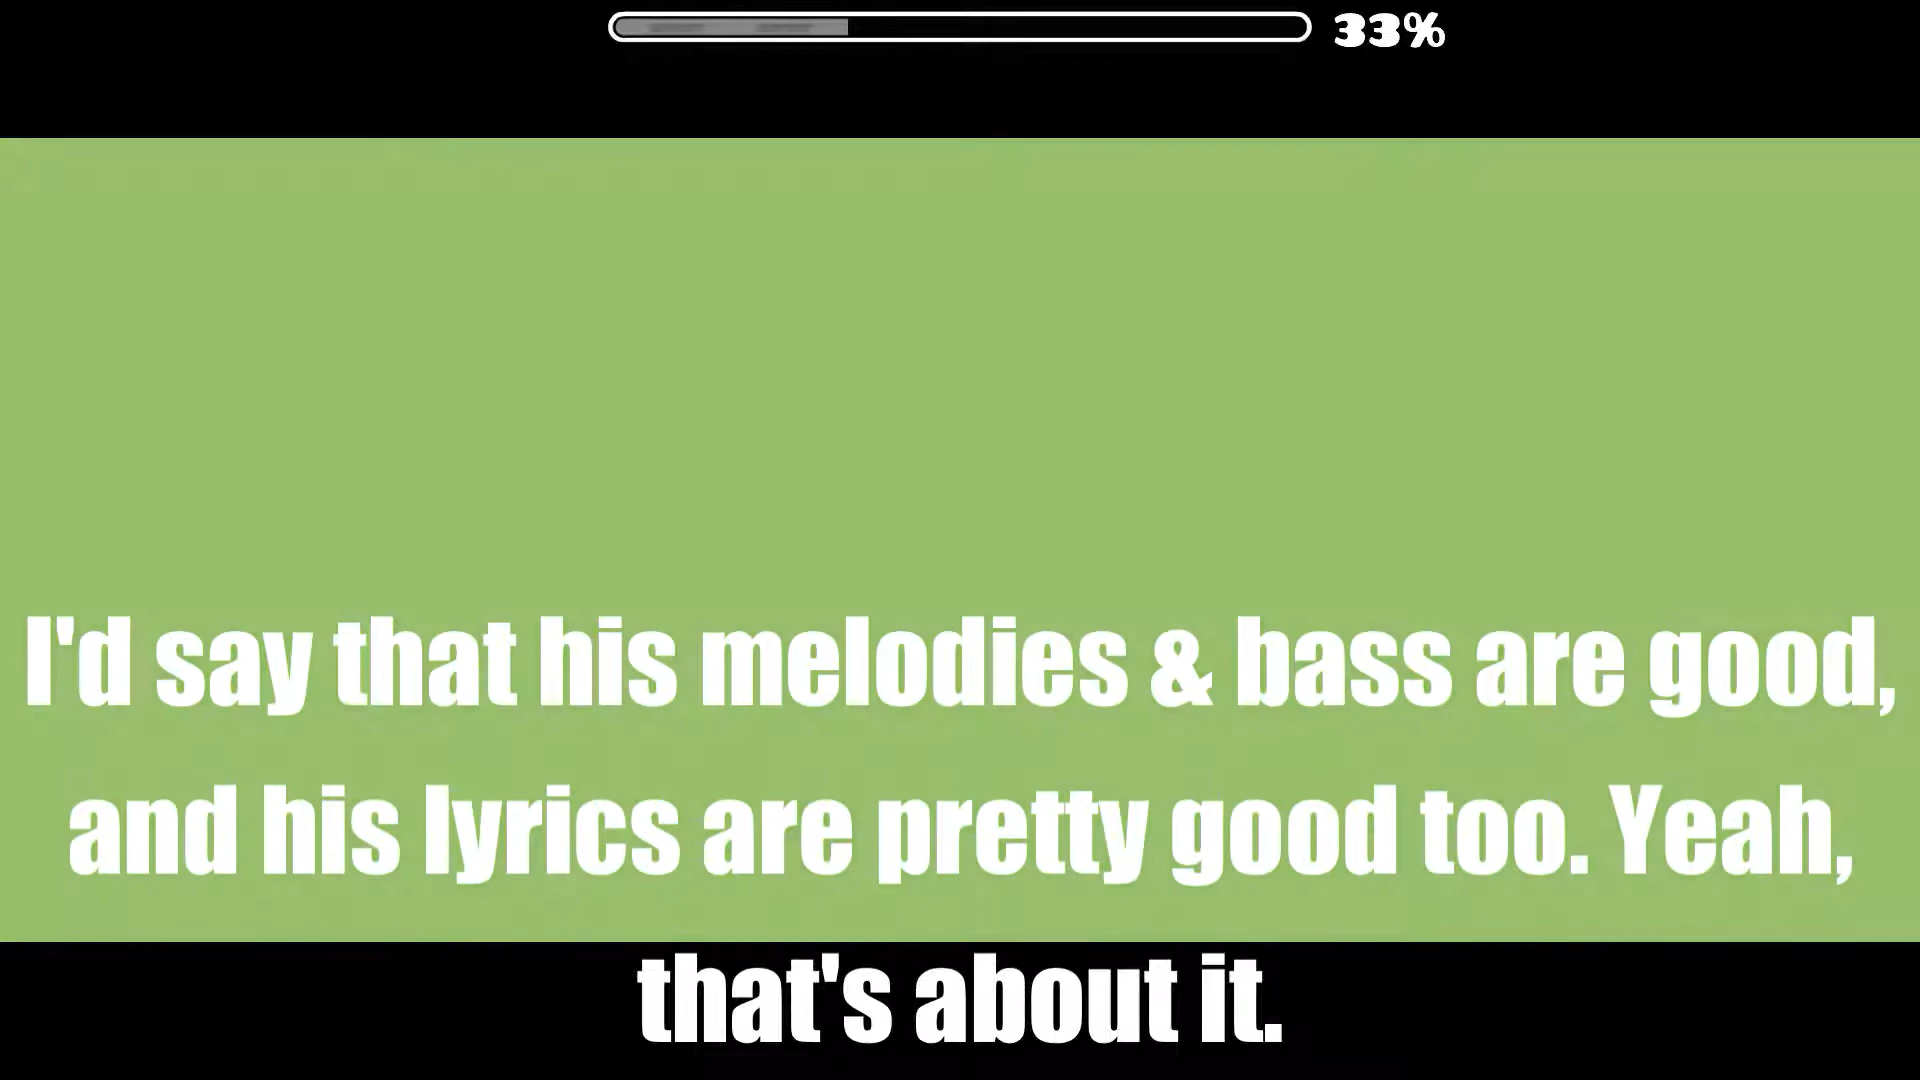 33%
I'd say that his melodies & bass are good,
and his lyrics are pretty good too. Yeah,
that's about it.